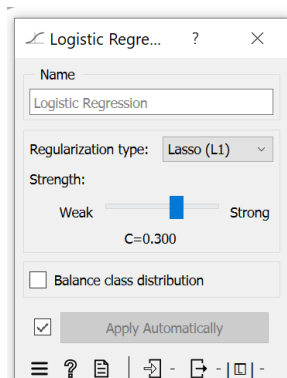 Logistic Regre... ? ×
Name
Logistic Regression
Regularization type: Lasso (L1)
Strength:
Weak Strong
C=0.300
Balance class distribution
Apply Automatically
? - - | -